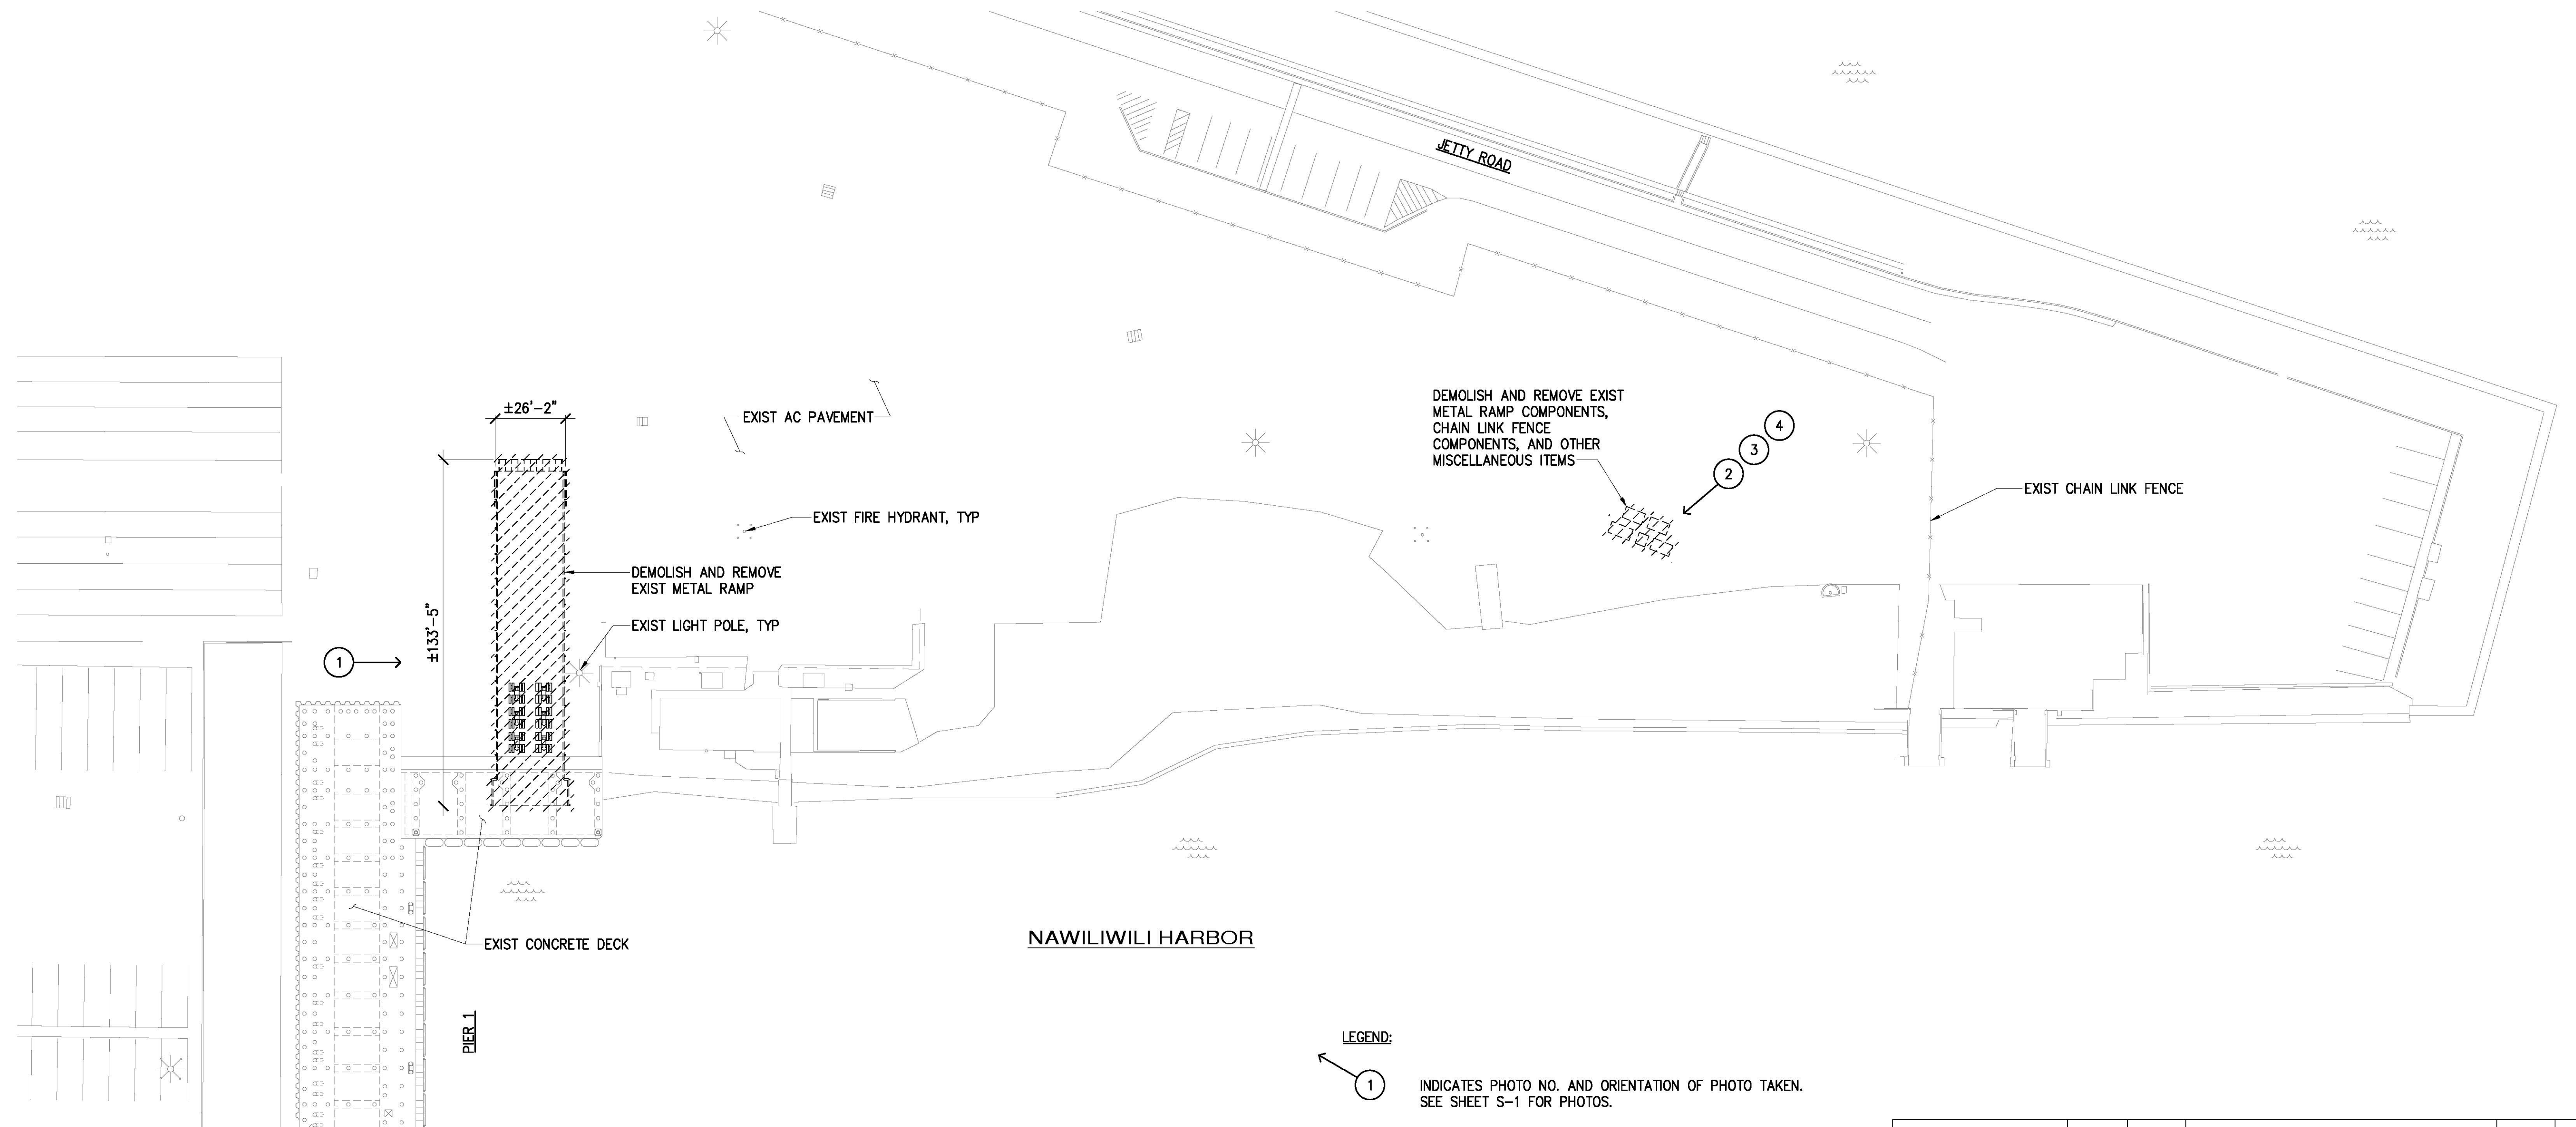 JETTY ROAD
±26'-2"
EXIST AC PAVEMENT
DEMOLISH AND REMOVE EXIST
METAL RAMP COMPONENTS,
CHAIN LINK FENCE
COMPONENTS, AND OTHER
MISCELLANEOUS ITEMS
4
3
2
EXIST CHAIN LINK FENCE
EXIST FIRE HYDRANT, TYP
DEMOLISH AND REMOVE
EXIST METAL RAMP
±133'-5"
EXIST LIGHT POLE, TYP
1
EXIST CONCRETE DECK
NAWILIWILI HARBOR
PIER 1
LEGEND:
1
INDICATES PHOTO NO. AND ORIENTATION OF PHOTO TAKEN.
SEE SHEET S-1 FOR PHOTOS.